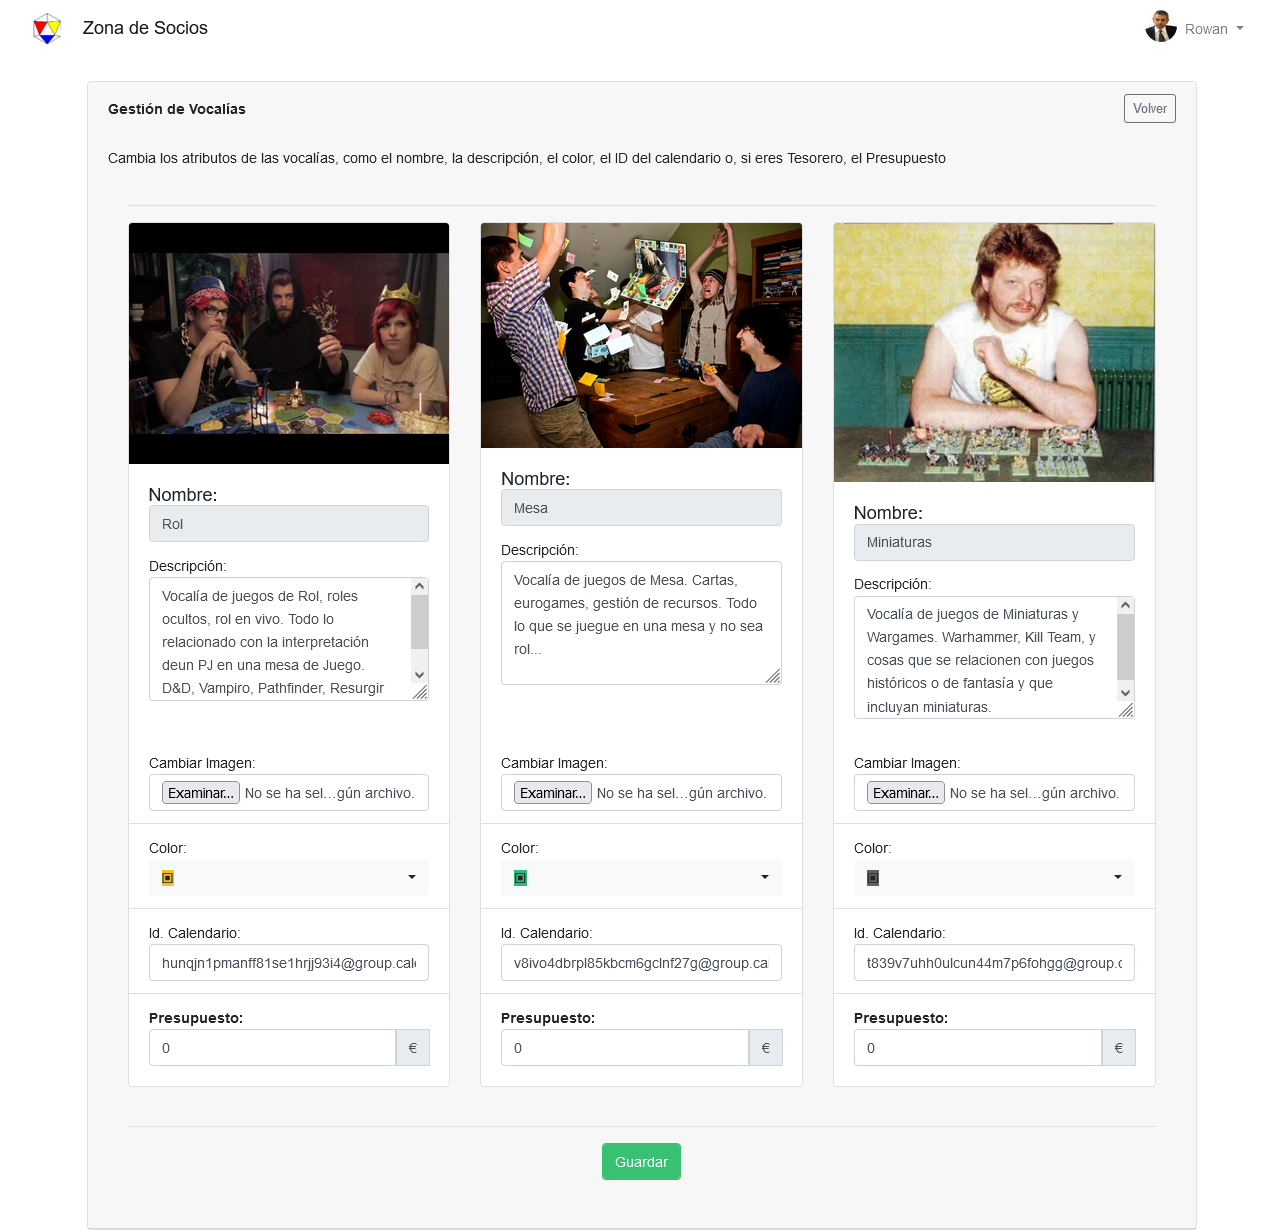 Zona de Socios
Rowan
Gestión de Vocalías
Volver
Cambia los atributos de las vocalías, como el nombre, la descripción, el color, el ID del calendario o, si eres Tesorero, el Presupuesto
Nombre:
Rol
Descripción:
Vocalía de juegos de Rol, roles
ocultos, rol en vivo. Todo lo
relacionado con la interpretación
deun PJ en una mesa de Juego.
D&D, Vampiro, Pathfinder, Resurgir
Cambiar Imagen:
Examinar... No se ha sel...gún archivo.
Color:
Id. Calendario:
hunqjn1pmanff81se1hrjj93i4@group.cal
Presupuesto:
0 €
Nombre:
Mesa
Descripción:
Vocalía de juegos de Mesa. Cartas,
eurogames, gestión de recursos. Todo
lo que se juegue en una mesa y no sea
rol...
Cambiar Imagen:
Examinar... No se ha sel...gún archivo.
Color:
Id. Calendario:
v8ivo4dbrpl85kbcm6gclnf27g@group.ca
Presupuesto:
0 €
Nombre:
Miniaturas
Descripción:
Vocalía de juegos de Miniaturas y
Wargames. Warhammer, Kill Team, y
cosas que se relacionen con juegos
históricos o de fantasía y que
incluyan miniaturas.
Cambiar Imagen:
Examinar... No se ha sel...gún archivo.
Color:
Id. Calendario:
t839v7uhh0ulcun44m7p6fohgg@group.c
Presupuesto:
0 €
Guardar